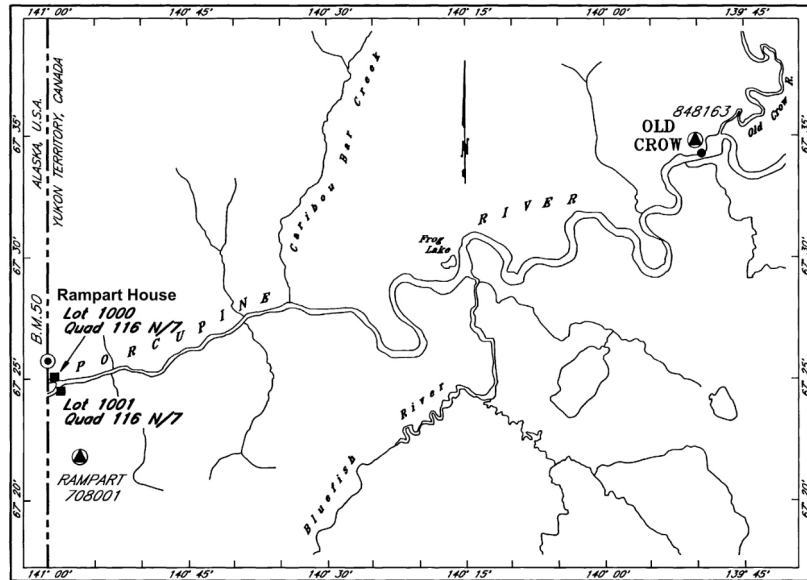 141° 00' 140° 45' 140° 30' 140° 15' 140° 00' 139° 45'
67° 35'
67° 30'
67° 25'
67° 20'
ALASKA, U.S.A.
YUKON TERRITORY, CANADA
B.M.50
Caribou Bar Creek
N
848163
OLD
CROW
Old Crow R.
67° 35'
67° 30'
67° 25'
67° 20'
Frog
Lake
PORCUPINE RIVER
Rampart House
Lot 1000
Quad 116 N/7
Lot 1001
Quad 116 N/7
RAMPART
708001
Bluefish River
141° 00' 140° 45' 140° 30' 140° 15' 140° 00' 139° 45'